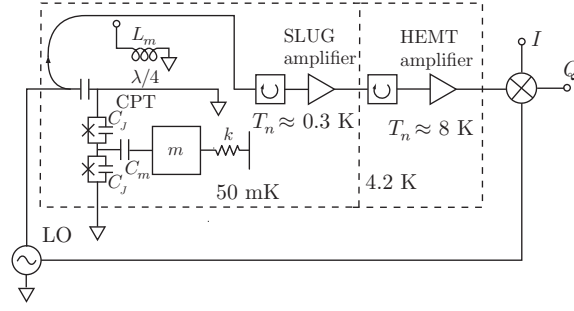 L_m
λ/4
CPT
C_J
C_J
C_m
m
k
SLUG
amplifier
T_n ≈ 0.3 K
HEMT
amplifier
T_n ≈ 8 K
I
Q
50 mK
4.2 K
LO